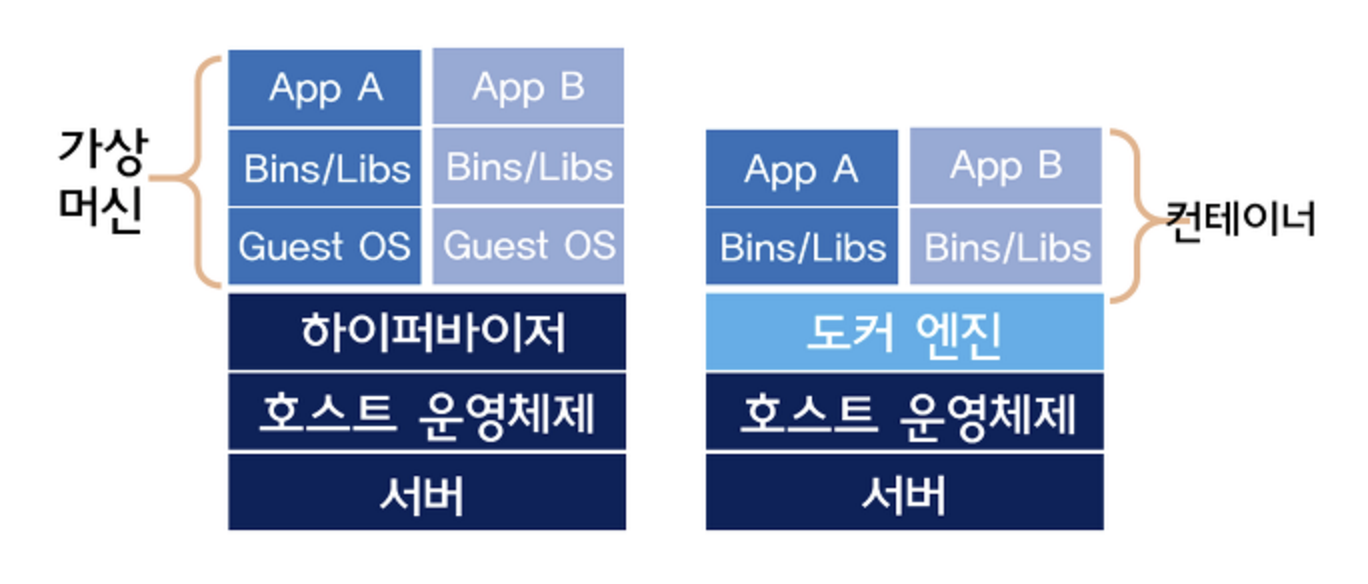 가상
머신
App A
App B
Bins/Libs
Bins/Libs
Guest OS
Guest OS
하이퍼바이저
호스트 운영체제
서버
App A
App B
Bins/Libs
Bins/Libs
도커 엔진
호스트 운영체제
서버
컨테이너